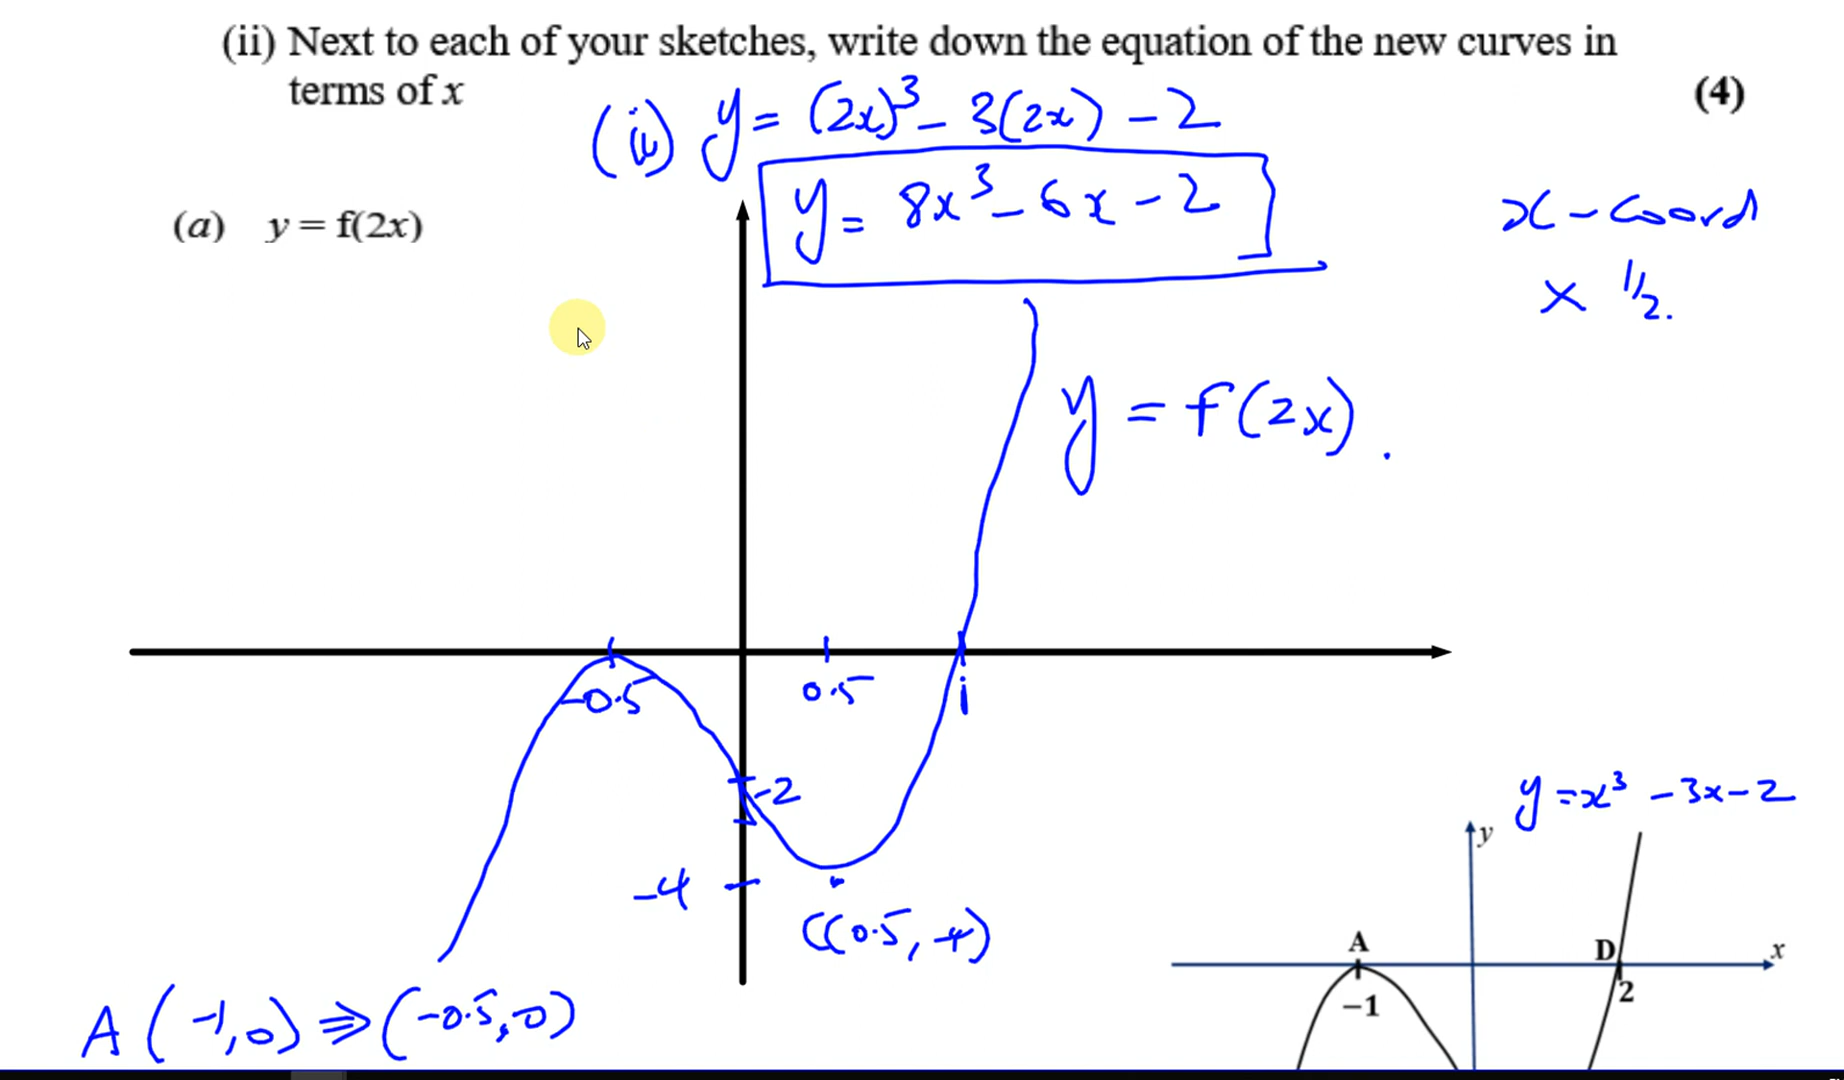 (ii) Next to each of your sketches, write down the equation of the new curves in
terms of x
(4)
(ii) y = (2x)³ - 3(2x) - 2
y = 8x³ - 6x - 2
(a) y = f(2x)
x - coord
x 1/2.
y = f(2x).
-0.5
0.5
1
-2
-4
C(0.5, -4)
A (-1, 0) ⇒ (-0.5, 0)
y = x³ - 3x - 2
y
A
D
x
-1
2